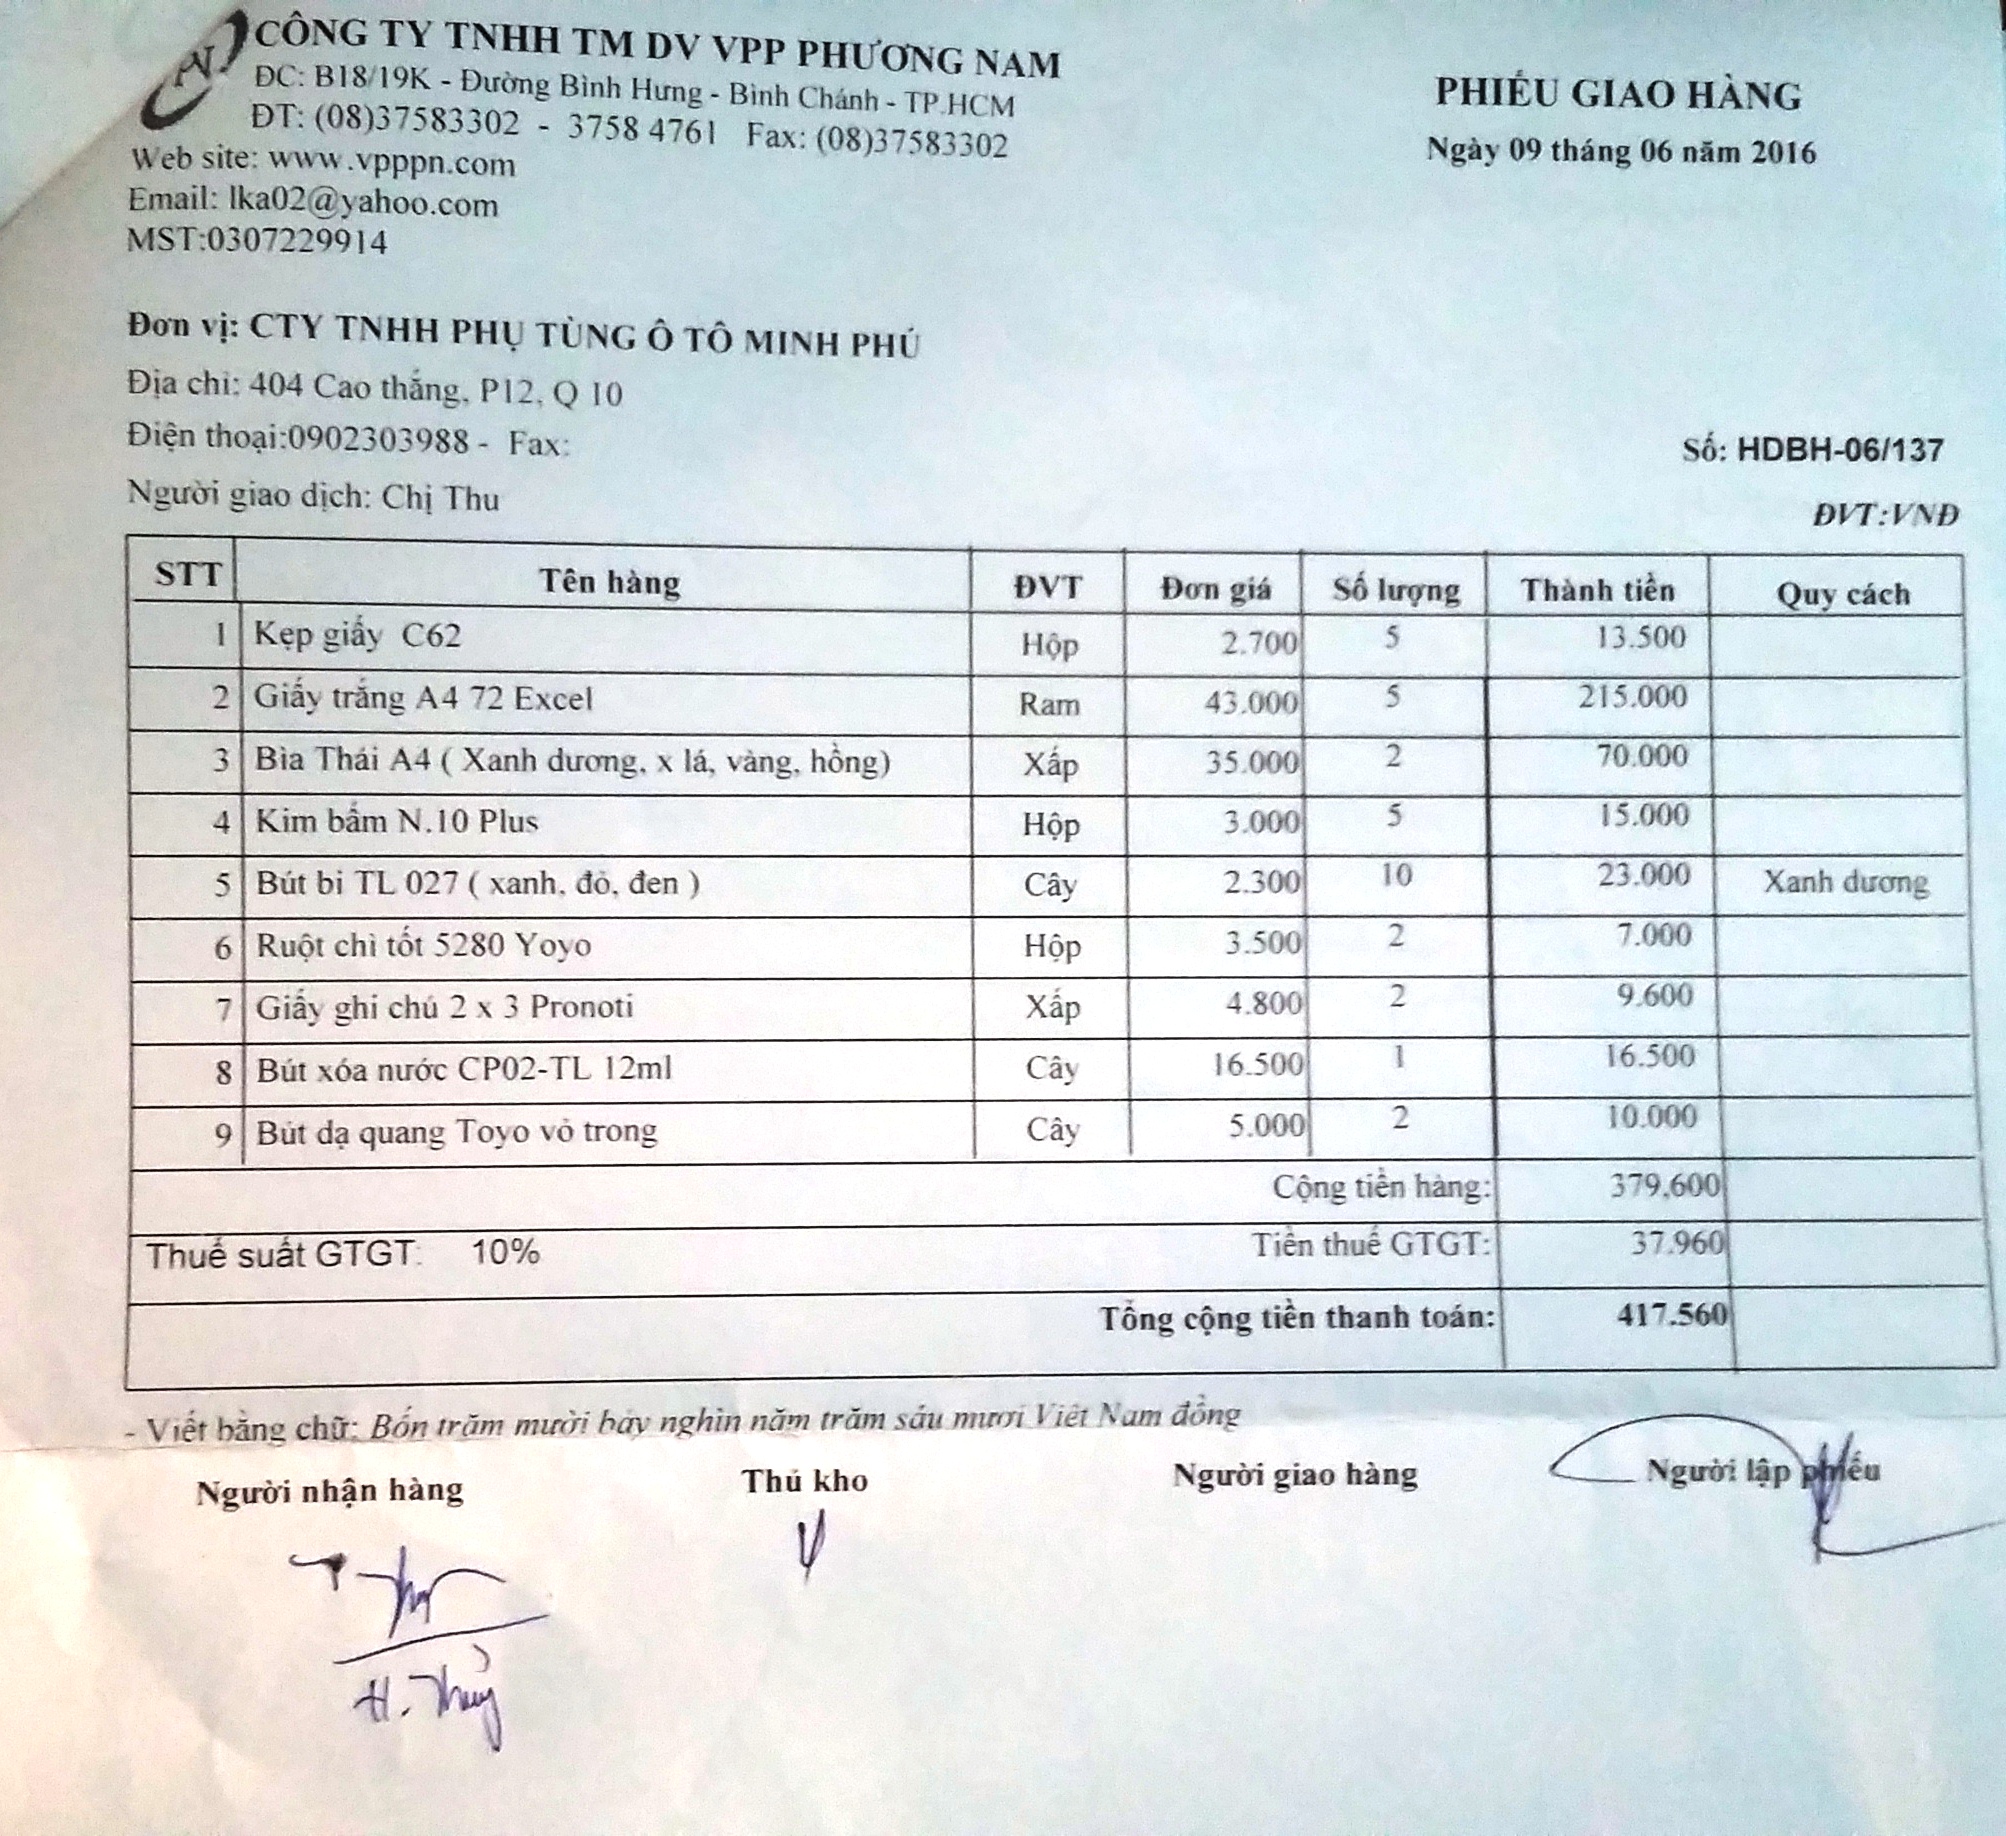 CÔNG TY TNHH TM DV VPP PHƯƠNG NAM
ĐC: B18/19K - Đường Bình Hưng - Bình Chánh - TP.HCM
ĐT: (08)37583302 - 3758 4761 Fax: (08)37583302
Web site: www.vpppn.com
Email: lka02@yahoo.com
MST:0307229914
PHIẾU GIAO HÀNG
Ngày 09 tháng 06 năm 2016
Đơn vị: CTY TNHH PHỤ TÙNG Ô TÔ MINH PHÚ
Địa chỉ: 404 Cao thắng, P12, Q 10
Điện thoại:0902303988 - Fax:
Số: HDBH-06/137
Người giao dịch: Chị Thu
ĐVT:VNĐ
STT Tên hàng ĐVT Đơn giá Số lượng Thành tiền Quy cách
1 Kẹp giấy C62 Hộp 2.700 5 13.500
2 Giấy trắng A4 72 Excel Ram 43.000 5 215.000
3 Bìa Thái A4 ( Xanh dương, x lá, vàng, hồng) Xấp 35.000 2 70.000
4 Kim bấm N.10 Plus Hộp 3.000 5 15.000
5 Bút bi TL 027 ( xanh, đỏ, đen ) Cây 2.300 10 23.000 Xanh dương
6 Ruột chì tốt 5280 Yoyo Hộp 3.500 2 7.000
7 Giấy ghi chú 2 x 3 Pronoti Xấp 4.800 2 9.600
8 Bút xóa nước CP02-TL 12ml Cây 16.500 1 16.500
9 Bút dạ quang Toyo vỏ trong Cây 5.000 2 10.000
Cộng tiền hàng: 379.600
Thuế suất GTGT: 10% Tiền thuế GTGT: 37.960
Tổng cộng tiền thanh toán: 417.560
- Viết bằng chữ: Bốn trăm mười bảy nghìn năm trăm sáu mươi Việt Nam đồng
Người nhận hàng Thủ kho Người giao hàng Người lập phiếu